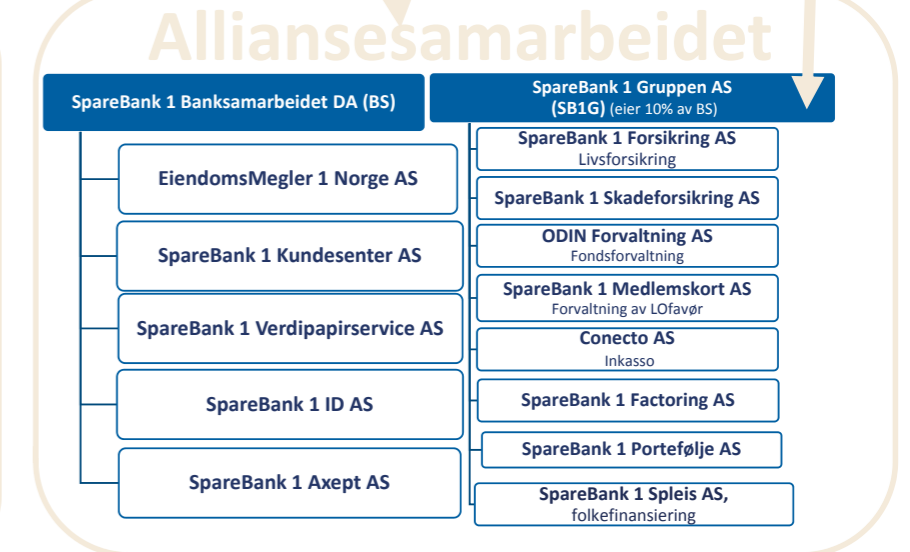 Alliansesamarbeidet
SpareBank 1 Banksamarbeidet DA (BS)
EiendomsMegler 1 Norge AS
SpareBank 1 Kundesenter AS
SpareBank 1 Verdipapirservice AS
SpareBank 1 ID AS
SpareBank 1 Axept AS
SpareBank 1 Gruppen AS
(SB1G) (eier 10% av BS)
SpareBank 1 Forsikring AS
Livsforsikring
SpareBank 1 Skadeforsikring AS
ODIN Forvaltning AS
Fondsforvaltning
SpareBank 1 Medlemskort AS
Forvaltning av LOfavør
Conecto AS
Inkasso
SpareBank 1 Factoring AS
SpareBank 1 Portefølje AS
SpareBank 1 Spleis AS,
folkefinansiering